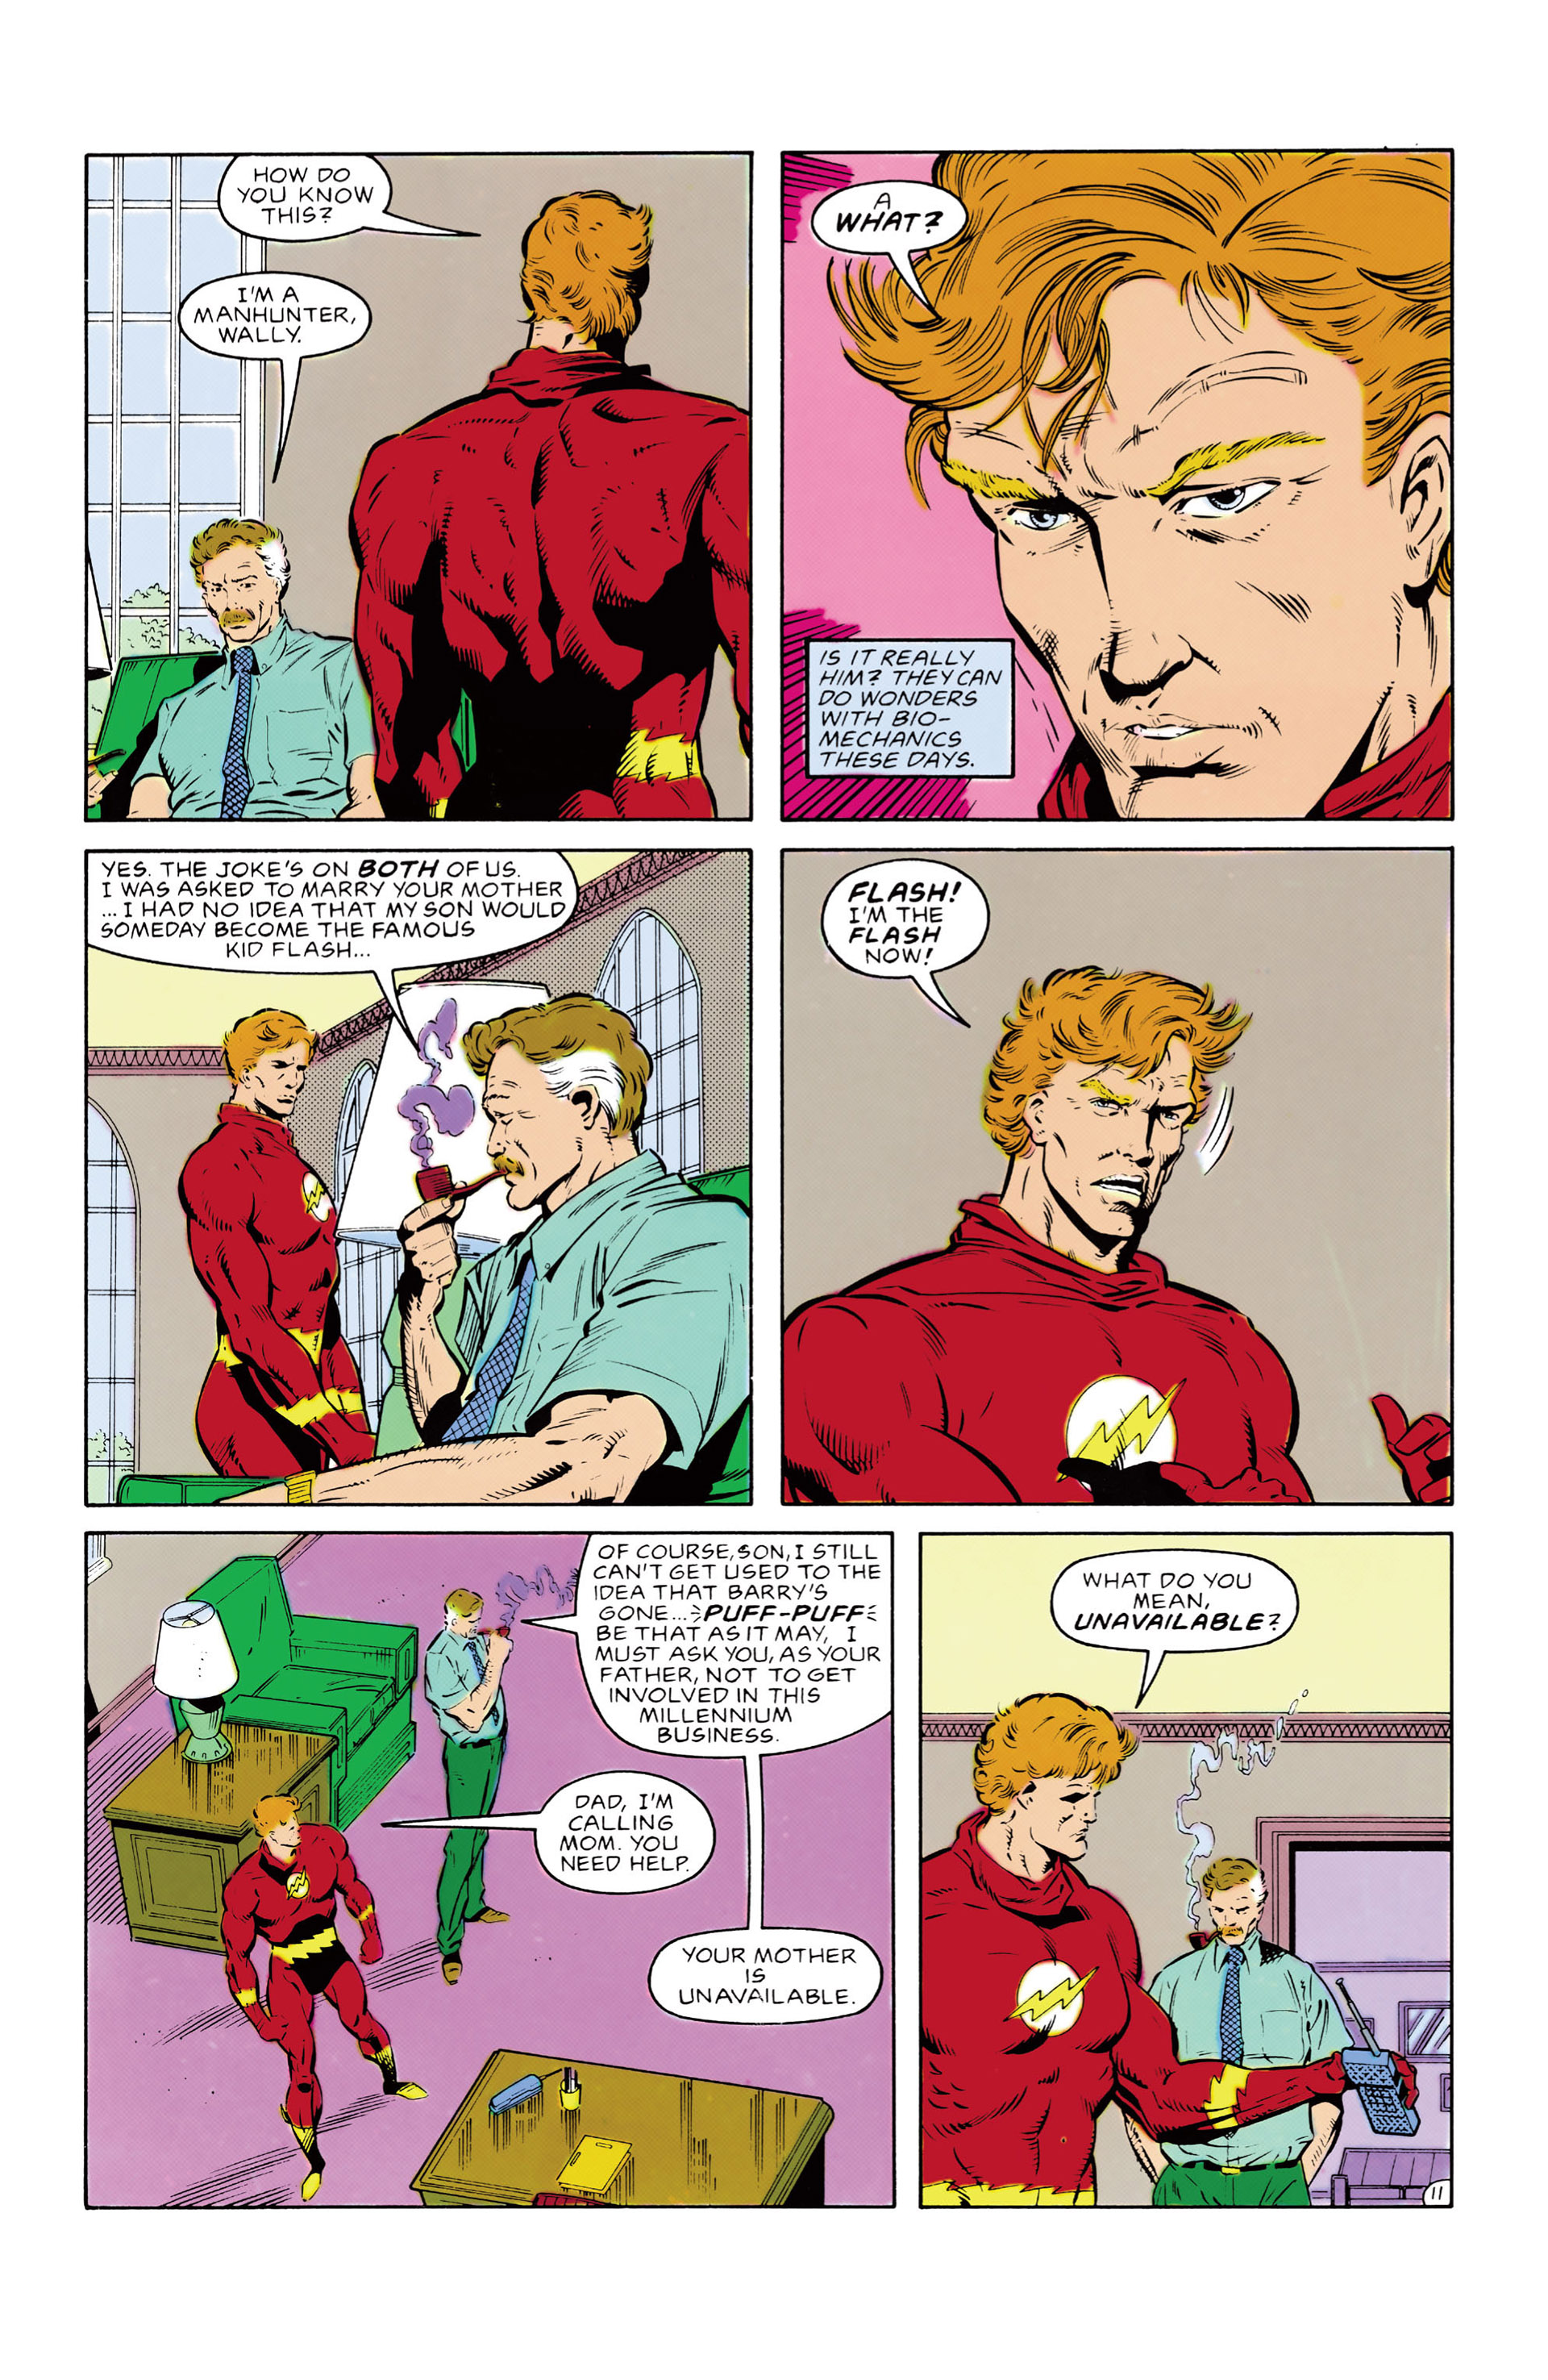 HOW DO
YOU KNOW
THIS?
I'M A
MANHUNTER,
WALLY.
A
WHAT?
IS IT REALLY
HIM? THEY CAN
DO WONDERS
WITH BIO-
MECHANICS
THESE DAYS.
YES. THE JOKE'S ON BOTH OF US.
I WAS ASKED TO MARRY YOUR MOTHER
...I HAD NO IDEA THAT MY SON WOULD
SOMEDAY BECOME THE FAMOUS
KID FLASH...
FLASH!
I'M THE
FLASH
NOW!
OF COURSE, SON, I STILL
CAN'T GET USED TO THE
IDEA THAT BARRY'S
GONE... PUFF-PUFF
BE THAT AS IT MAY, I
MUST ASK YOU, AS YOUR
FATHER, NOT TO GET
INVOLVED IN THIS
MILLENNIUM
BUSINESS.
DAD, I'M
CALLING
MOM. YOU
NEED HELP.
YOUR MOTHER
IS
UNAVAILABLE.
WHAT DO YOU
MEAN,
UNAVAILABLE?
11